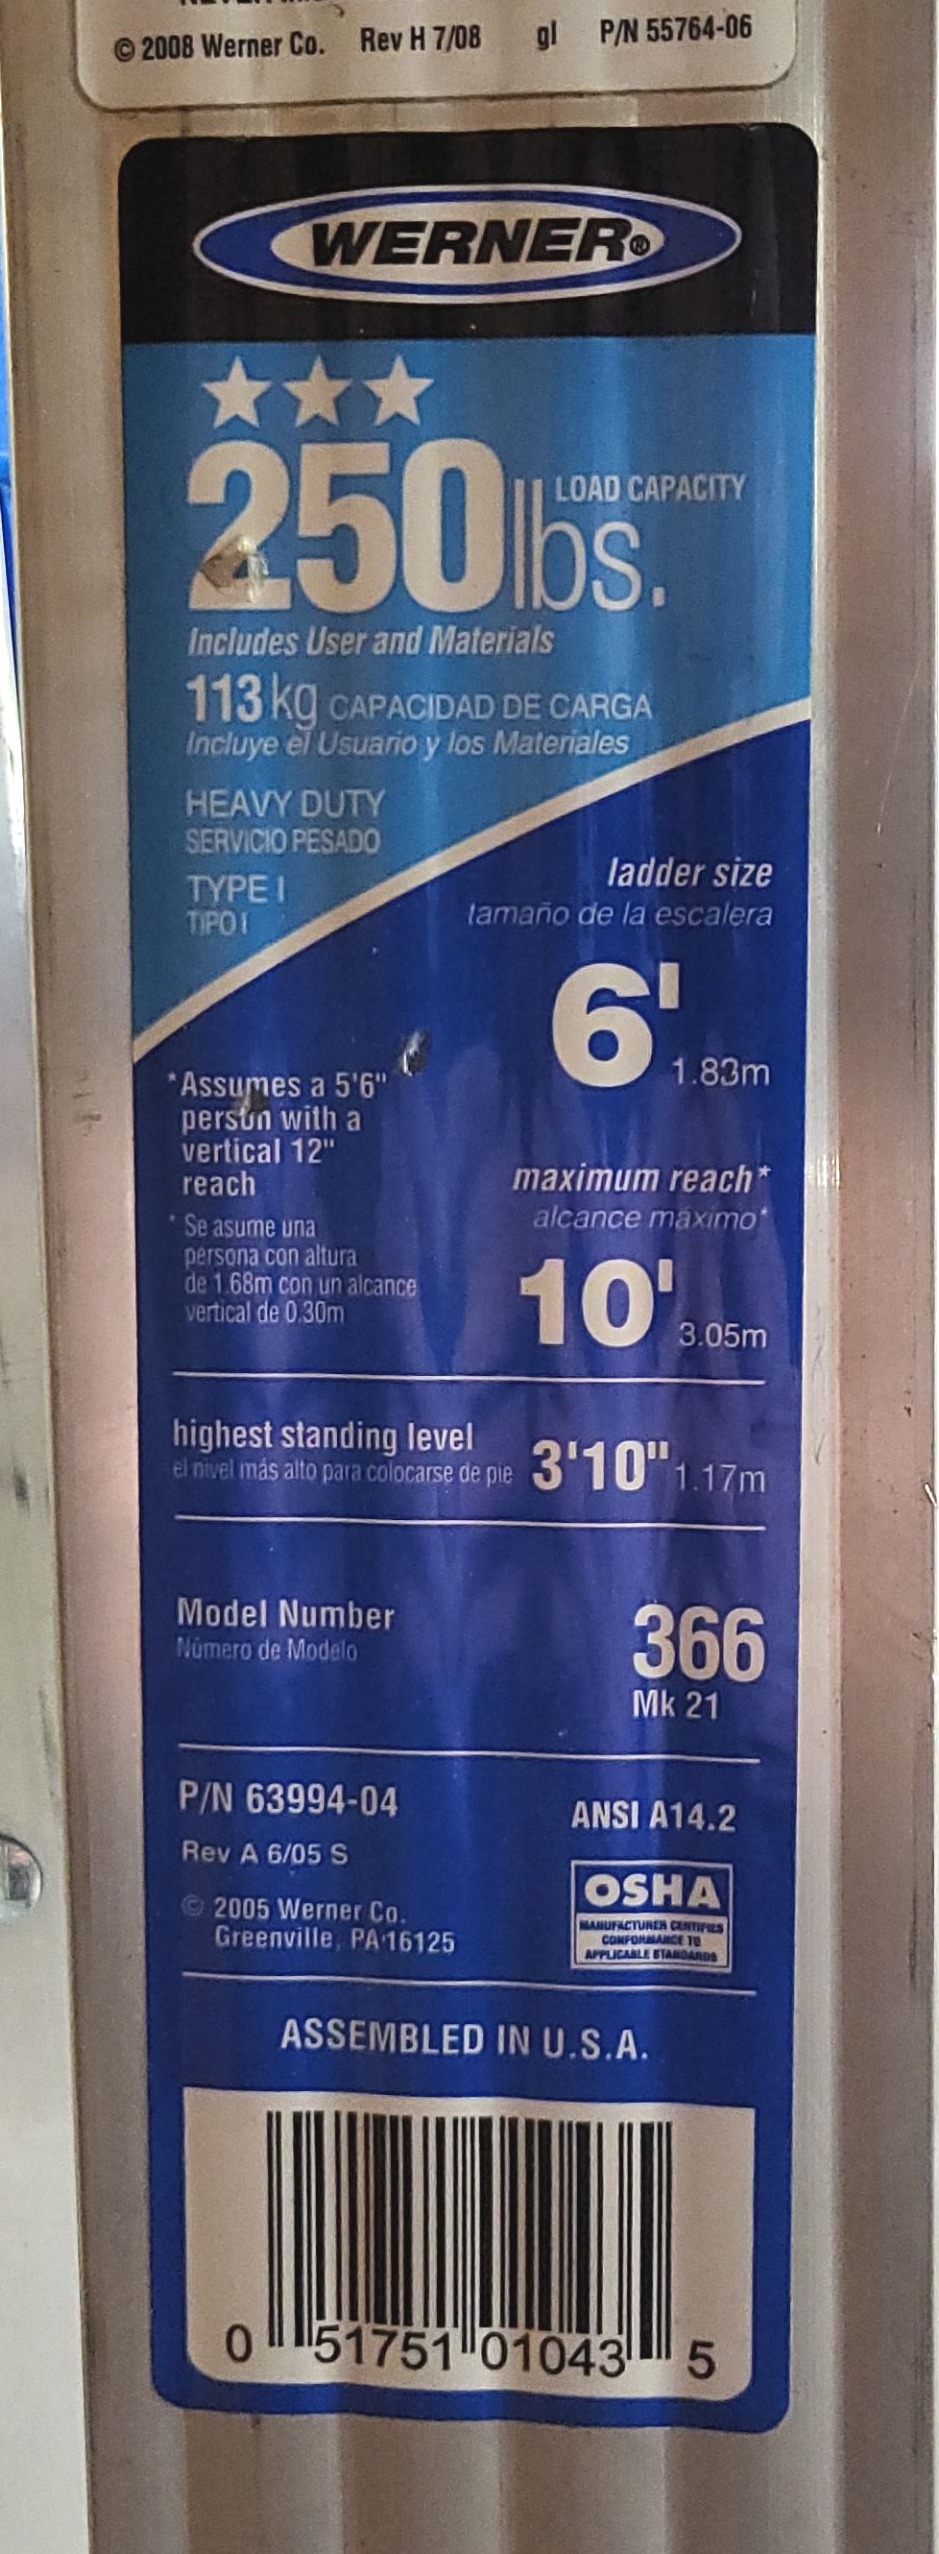 © 2008 Werner Co. Rev H 7/08 gl P/N 55764-06
WERNER®
250 lbs. LOAD CAPACITY
Includes User and Materials
113 kg CAPACIDAD DE CARGA
Incluye el Usuario y los Materiales
HEAVY DUTY
SERVICIO PESADO
TYPE I
TIPO I
ladder size
tamaño de la escalera
6' 1.83m
*Assumes a 5'6"
person with a
vertical 12"
reach
* Se asume una
persona con altura
de 1.68m con un alcance
vertical de 0.30m
maximum reach*
alcance máximo*
10' 3.05m
highest standing level
el nivel más alto para colocarse de pie
3'10" 1.17m
Model Number
Número de Modelo
366
Mk 21
P/N 63994-04
Rev A 6/05 S
© 2005 Werner Co.
Greenville, PA 16125
ANSI A14.2
OSHA
MANUFACTURER CERTIFIES
CONFORMANCE TO
APPLICABLE STANDARDS
ASSEMBLED IN U.S.A.
0 51751 01043 5